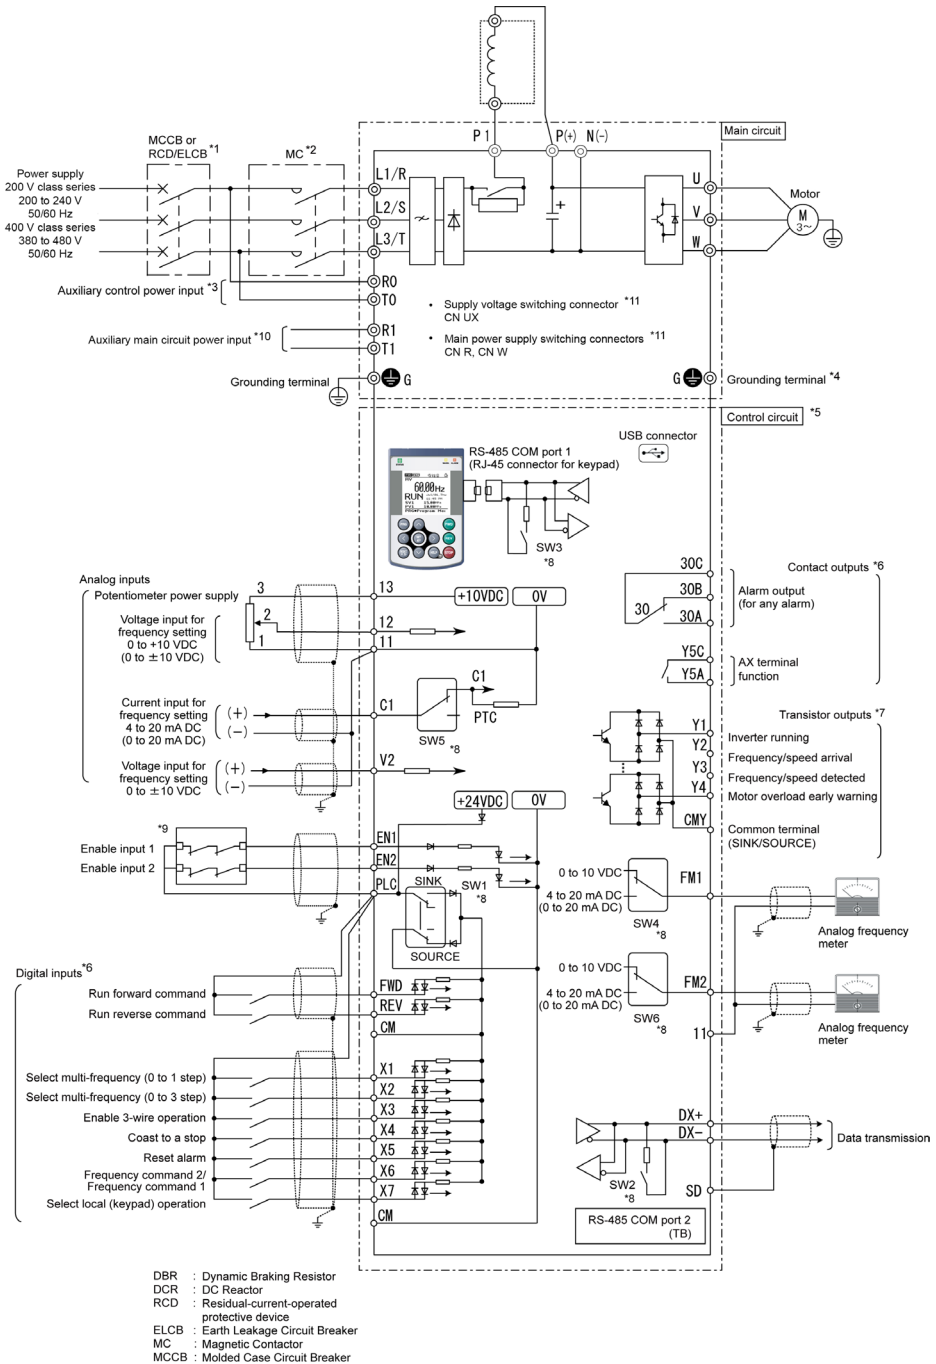 P1
P(+)
N(-)
Main circuit
MCCB or
RCD/ELCB *1
MC *2
Power supply
200 V class series
200 to 240 V
50/60 Hz
400 V class series
380 to 480 V
50/60 Hz
L1/R
L2/S
L3/T
+
U
V
W
Motor
M
3~
Auxiliary control power input *3
R0
T0
• Supply voltage switching connector *11
CN UX
Auxiliary main circuit power input *10
R1
T1
• Main power supply switching connectors *11
CN R, CN W
Grounding terminal
G
G
Grounding terminal *4
Control circuit *5
USB connector
RS-485 COM port 1
(RJ-45 connector for keypad)
60.00Hz
RUN
SW3
*8
Analog inputs
Potentiometer power supply
3
13
+10VDC
0V
Voltage input for
frequency setting
0 to +10 VDC
(0 to ±10 VDC)
2
12
1
11
Current input for
frequency setting
4 to 20 mA DC
(0 to 20 mA DC)
(+)
(-)
C1
C1
PTC
SW5
*8
Voltage input for
frequency setting
0 to ±10 VDC
(+)
(-)
V2
+24VDC
0V
Contact outputs *6
30C
30B
30
30A
Alarm output
(for any alarm)
Y5C
Y5A
AX terminal
function
Transistor outputs *7
Y1
Inverter running
Y2
Frequency/speed arrival
Y3
Frequency/speed detected
Y4
Motor overload early warning
CMY
Common terminal
(SINK/SOURCE)
*9
Enable input 1
EN1
Enable input 2
EN2
PLC
SINK
SW1
*8
SOURCE
0 to 10 VDC
4 to 20 mA DC
(0 to 20 mA DC)
SW4
*8
FM1
Analog frequency
meter
0 to 10 VDC
4 to 20 mA DC
(0 to 20 mA DC)
SW6
*8
FM2
11
Analog frequency
meter
Digital inputs *6
Run forward command
FWD
Run reverse command
REV
CM
Select multi-frequency (0 to 1 step)
X1
Select multi-frequency (0 to 3 step)
X2
Enable 3-wire operation
X3
Coast to a stop
X4
Reset alarm
X5
Frequency command 2/
Frequency command 1
X6
Select local (keypad) operation
X7
CM
DX+
DX-
Data transmission
SW2
*8
SD
RS-485 COM port 2
(TB)
DBR : Dynamic Braking Resistor
DCR : DC Reactor
RCD : Residual-current-operated
protective device
ELCB : Earth Leakage Circuit Breaker
MC : Magnetic Contactor
MCCB : Molded Case Circuit Breaker